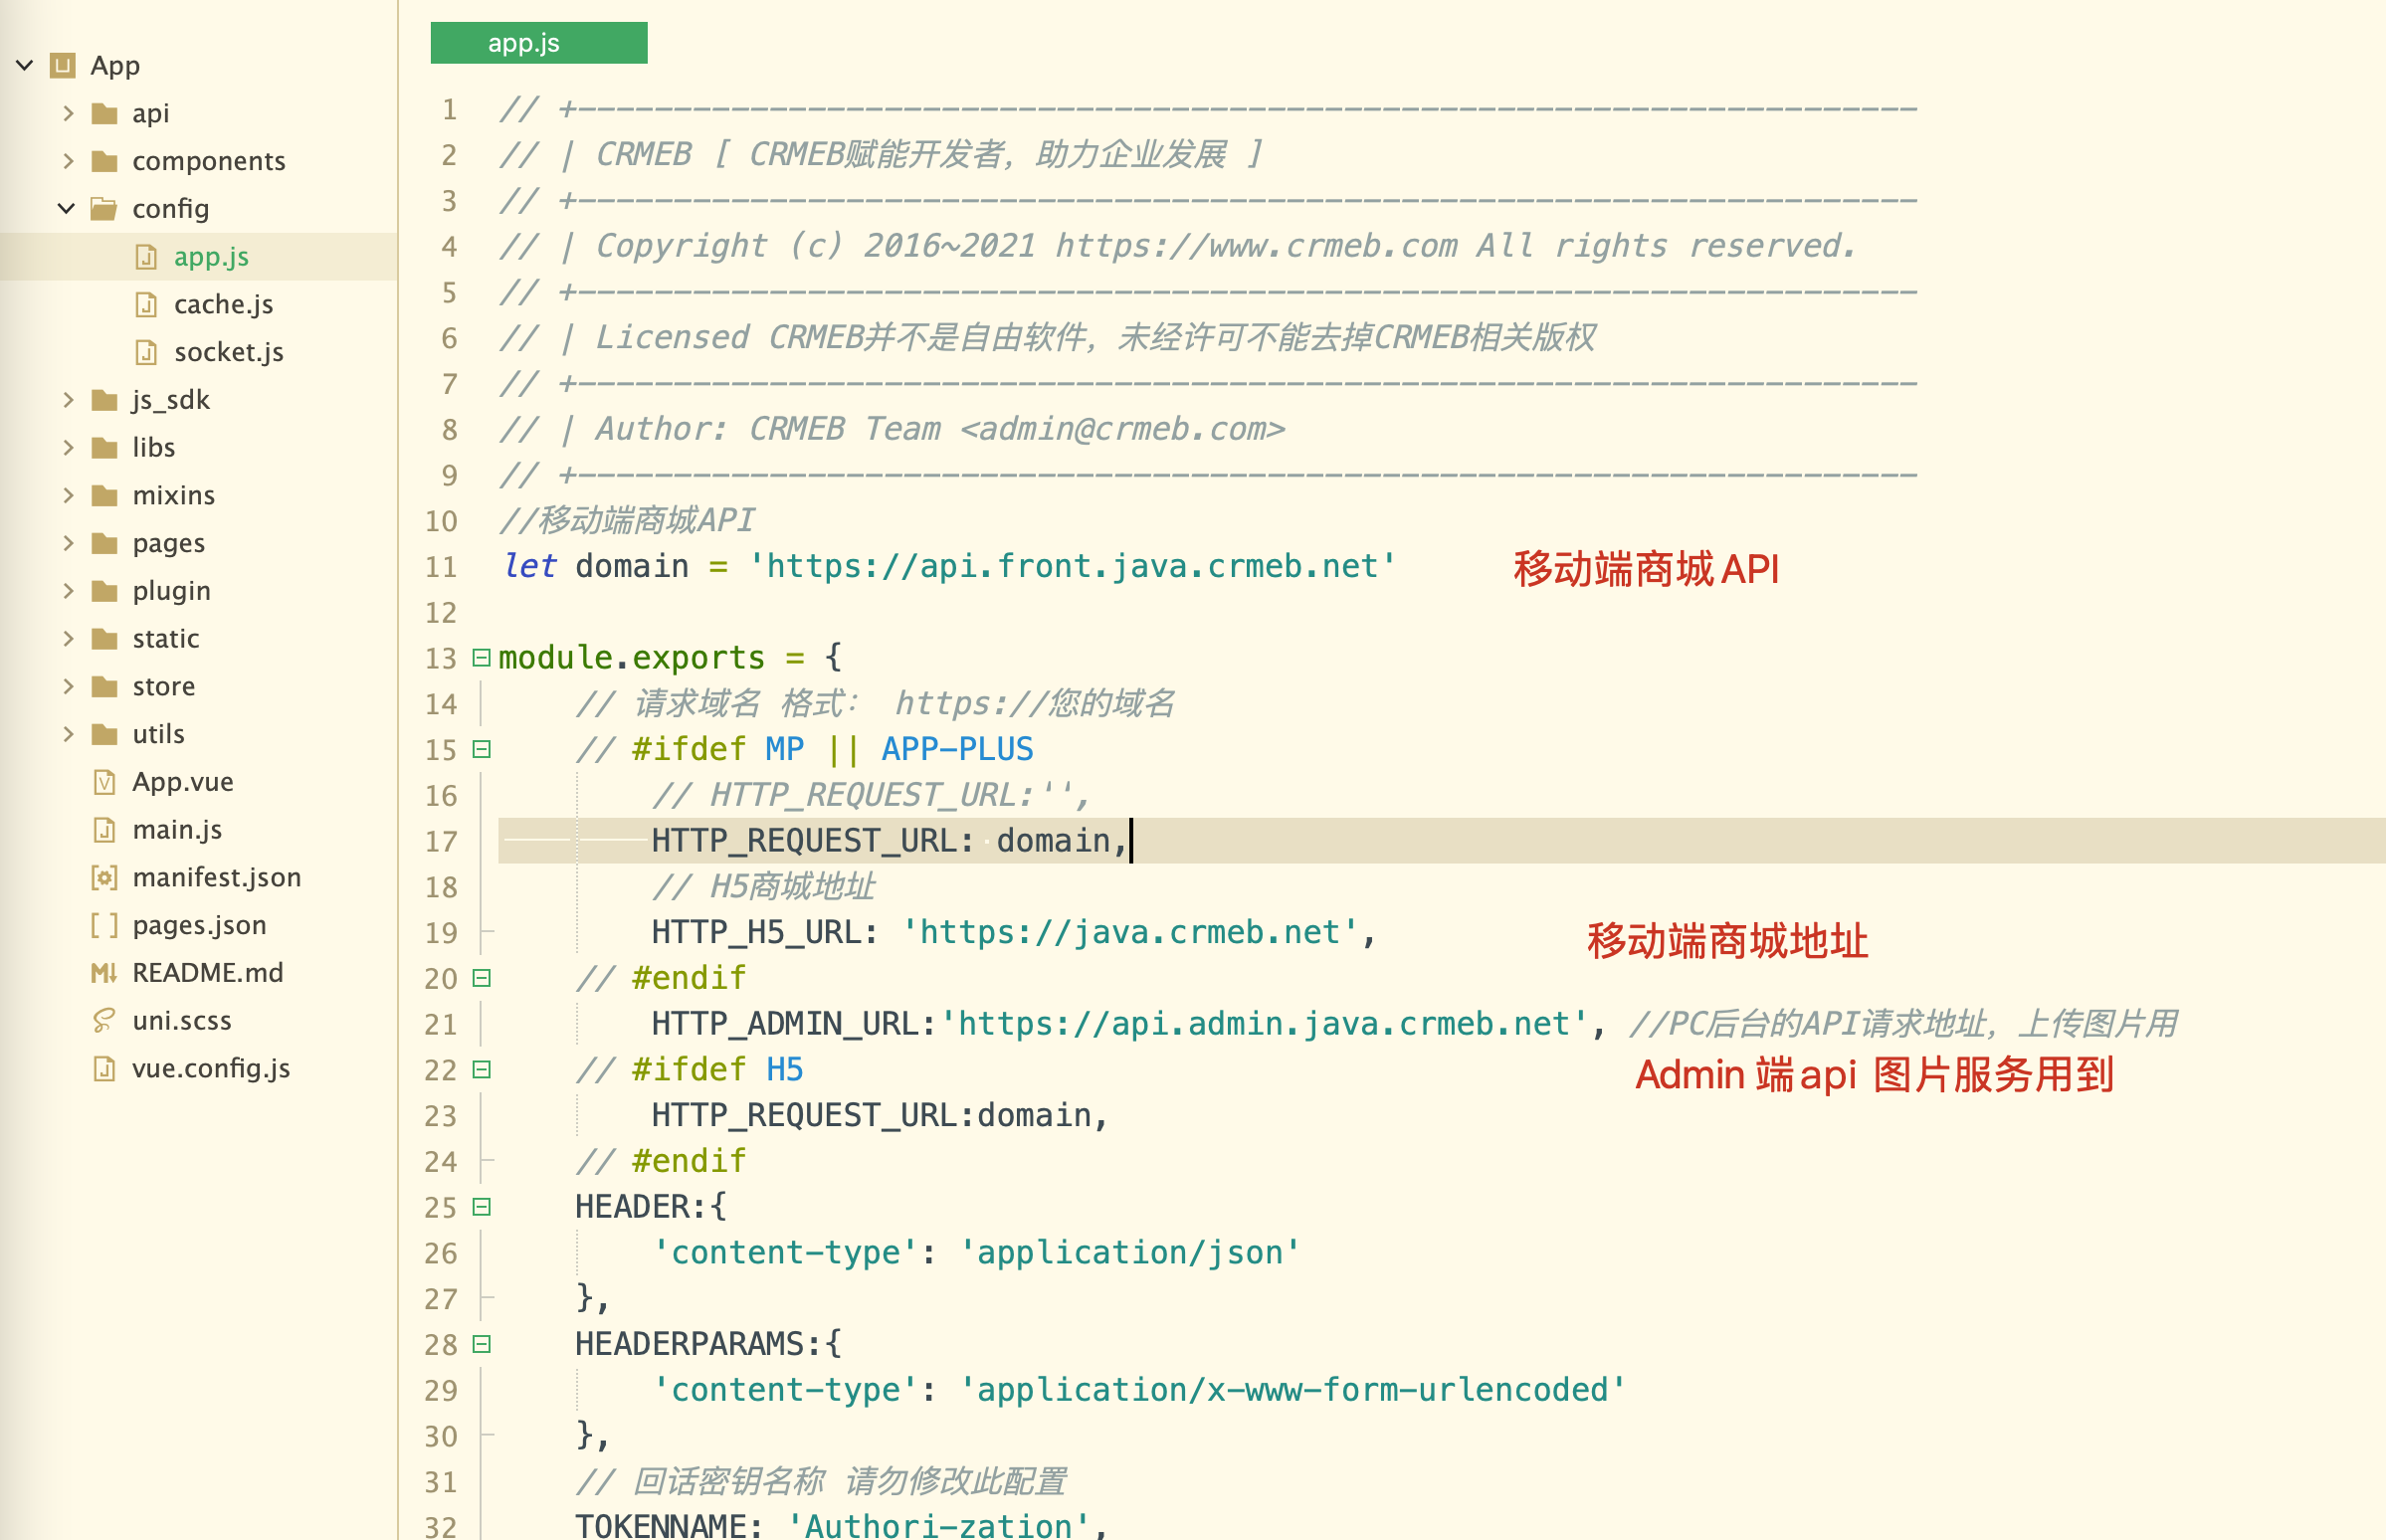 App
api
components
config
app.js
cache.js
socket.js
js_sdk
libs
mixins
pages
plugin
static
store
utils
App.vue
main.js
manifest.json
pages.json
README.md
uni.scss
vue.config.js
app.js
1 // +----------------------------------------------------------------------
2 // | CRMEB [ CRMEB赋能开发者，助力企业发展 ]
3 // +----------------------------------------------------------------------
4 // | Copyright (c) 2016~2021 https://www.crmeb.com All rights reserved.
5 // +----------------------------------------------------------------------
6 // | Licensed CRMEB并不是自由软件，未经许可不能去掉CRMEB相关版权
7 // +----------------------------------------------------------------------
8 // | Author: CRMEB Team <admin@crmeb.com>
9 // +----------------------------------------------------------------------
10 //移动端商城API
11 let domain = 'https://api.front.java.crmeb.net' 移动端商城API
12
13 module.exports = {
14 // 请求域名 格式： https://您的域名
15 // #ifdef MP || APP-PLUS
16 // HTTP_REQUEST_URL:'',
17 HTTP_REQUEST_URL: domain,
18 // H5商城地址
19 HTTP_H5_URL: 'https://java.crmeb.net', 移动端商城地址
20 // #endif
21 HTTP_ADMIN_URL:'https://api.admin.java.crmeb.net', //PC后台的API请求地址，上传图片用
22 // #ifdef H5 Admin 端api 图片服务用到
23 HTTP_REQUEST_URL:domain,
24 // #endif
25 HEADER:{
26 'content-type': 'application/json'
27 },
28 HEADERPARAMS:{
29 'content-type': 'application/x-www-form-urlencoded'
30 },
31 // 回话密钥名称 请勿修改此配置
32 TOKENNAME: 'Authori-zation',